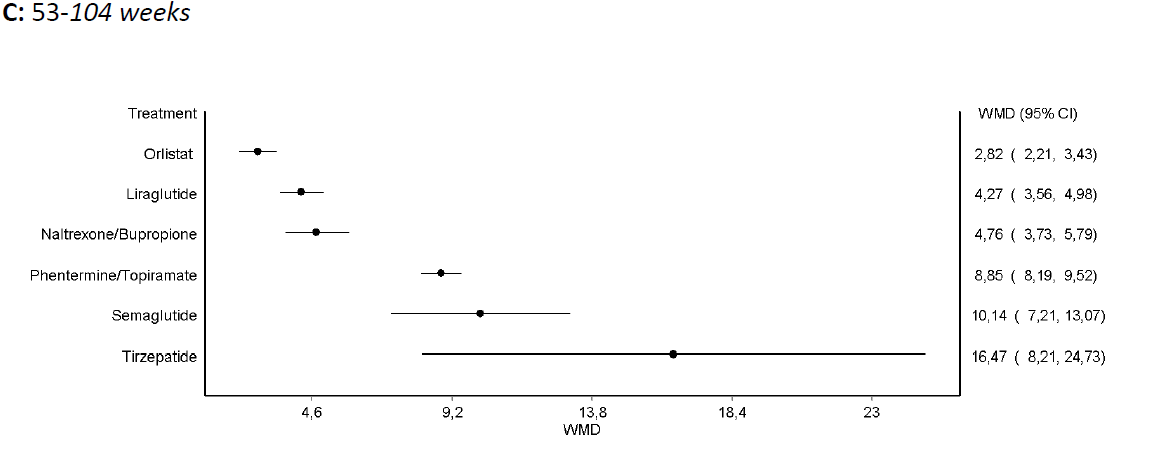 C: 53-104 weeks
Treatment WMD (95% CI)
Orlistat 2,82 ( 2,21, 3,43)
Liraglutide 4,27 ( 3,56, 4,98)
Naltrexone/Bupropione 4,76 ( 3,73, 5,79)
Phentermine/Topiramate 8,85 ( 8,19, 9,52)
Semaglutide 10,14 ( 7,21, 13,07)
Tirzepatide 16,47 ( 8,21, 24,73)
4,6 9,2 13,8 18,4 23
WMD